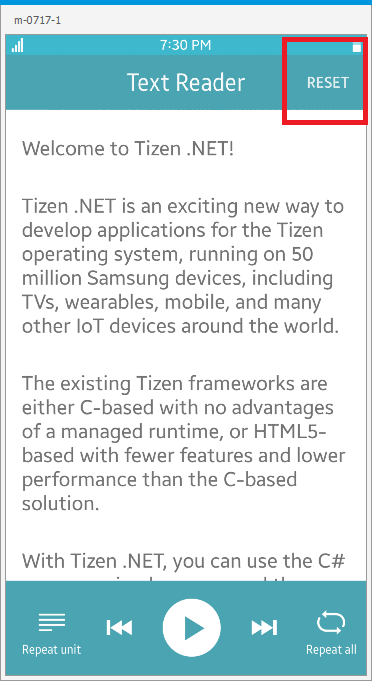 m-0717-1
7:30 PM
Text Reader
RESET
Welcome to Tizen .NET!
Tizen .NET is an exciting new way to
develop applications for the Tizen
operating system, running on 50
million Samsung devices, including
TVs, wearables, mobile, and many
other IoT devices around the world.
The existing Tizen frameworks are
either C-based with no advantages
of a managed runtime, or HTML5-
based with fewer features and lower
performance than the C-based
solution.
With Tizen .NET, you can use the C#
Repeat unit
Repeat all